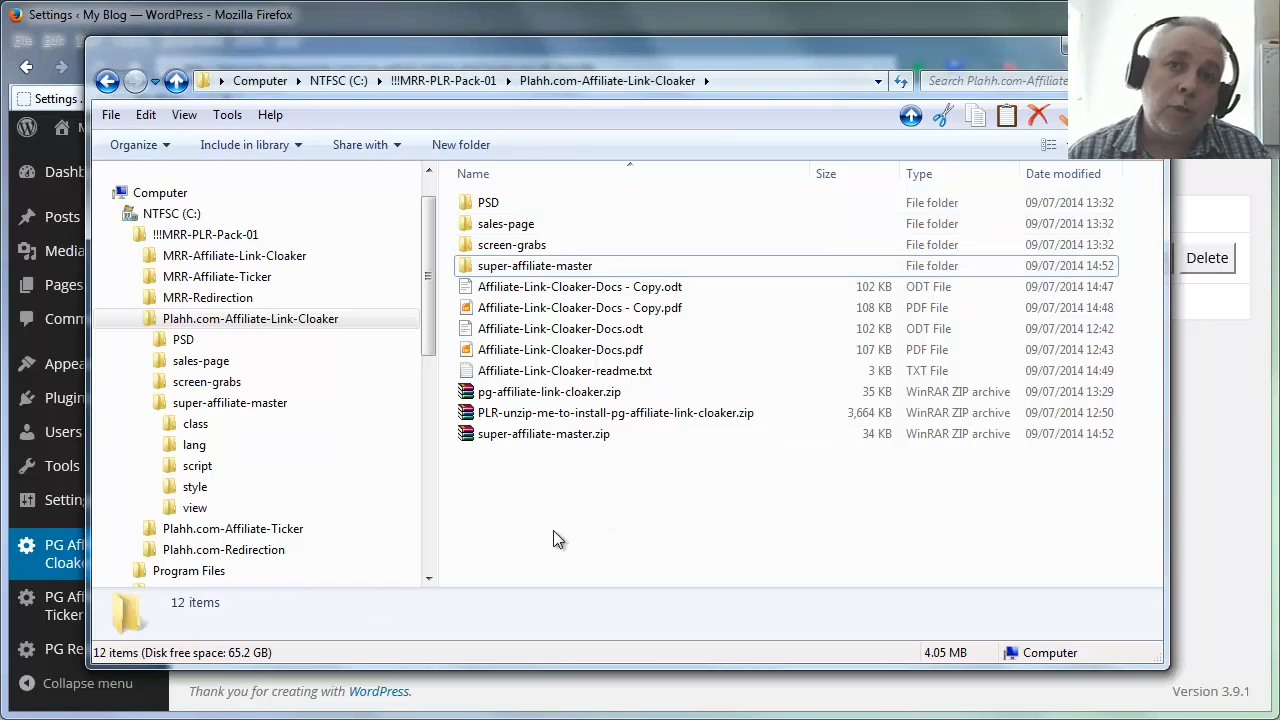 Settings ‹ My Blog — WordPress - Mozilla Firefox
Computer NTFSC (C:) !!!MRR-PLR-Pack-01 Plahh.com-Affiliate-Link-Cloaker Search Plahh.com-Affiliate
Settings
File Edit View Tools Help
Organize Include in library Share with New folder
Name Size Type Date modified
Computer
NTFSC (C:)
!!!MRR-PLR-Pack-01
MRR-Affiliate-Link-Cloaker
MRR-Affiliate-Ticker
MRR-Redirection
Plahh.com-Affiliate-Link-Cloaker
PSD
sales-page
screen-grabs
super-affiliate-master
class
lang
script
style
view
Plahh.com-Affiliate-Ticker
Plahh.com-Redirection
Program Files
PSD File folder 09/07/2014 13:32
sales-page File folder 09/07/2014 13:32
screen-grabs File folder 09/07/2014 13:32
super-affiliate-master File folder 09/07/2014 14:52
Affiliate-Link-Cloaker-Docs - Copy.odt 102 KB ODT File 09/07/2014 14:47
Affiliate-Link-Cloaker-Docs - Copy.pdf 108 KB PDF File 09/07/2014 14:48
Affiliate-Link-Cloaker-Docs.odt 102 KB ODT File 09/07/2014 12:42
Affiliate-Link-Cloaker-Docs.pdf 107 KB PDF File 09/07/2014 12:43
Affiliate-Link-Cloaker-readme.txt 3 KB TXT File 09/07/2014 14:49
pg-affiliate-link-cloaker.zip 35 KB WinRAR ZIP archive 09/07/2014 13:29
PLR-unzip-me-to-install-pg-affiliate-link-cloaker.zip 3,664 KB WinRAR ZIP archive 09/07/2014 12:50
super-affiliate-master.zip 34 KB WinRAR ZIP archive 09/07/2014 14:52
12 items
12 items (Disk free space: 65.2 GB) 4.05 MB Computer
Dashb
Posts
Media
Pages
Comm
Appea
Plugin
Users
Tools
Settin
PG Aff
Cloake
PG Aff
Ticker
PG Re
Collapse menu
Delete
Thank you for creating with WordPress. Version 3.9.1